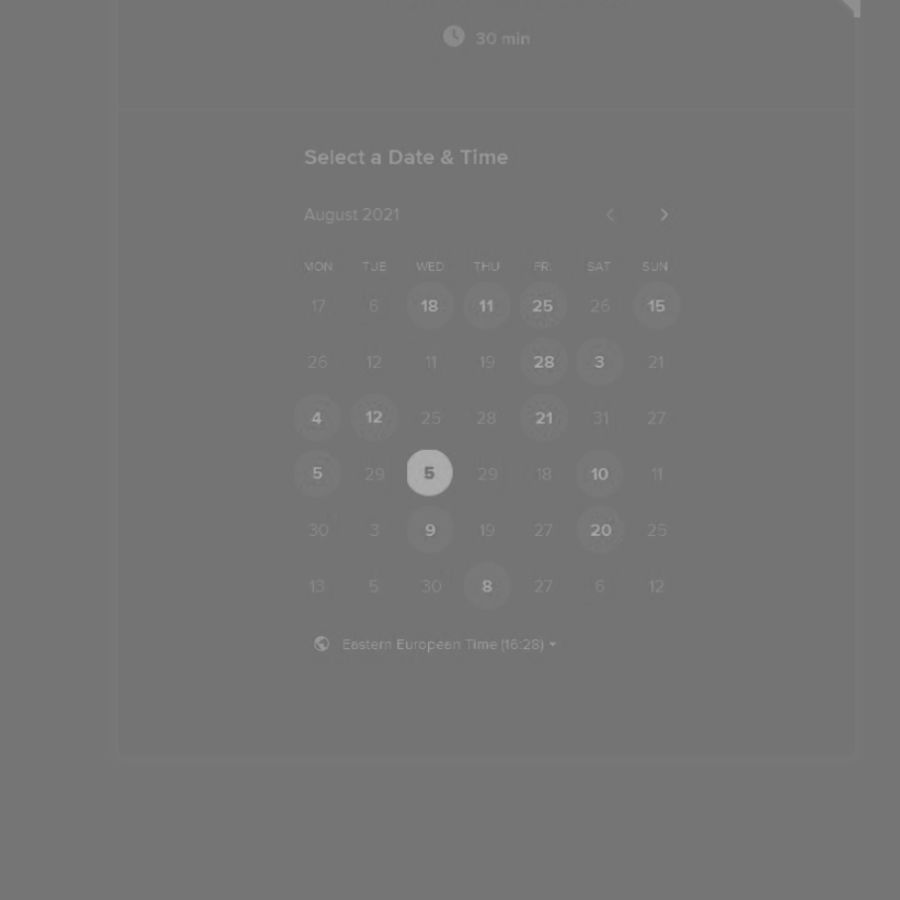 30 min
Select a Date & Time
August 2021
MON TUE WED THU FRI SAT SUN
17 6 18 11 25 26 15
26 12 11 19 28 3 21
4 12 25 28 21 31 27
5 29 5 29 18 10 11
30 3 9 19 27 20 25
13 5 30 8 27 6 12
Eastern European Time (16:28)